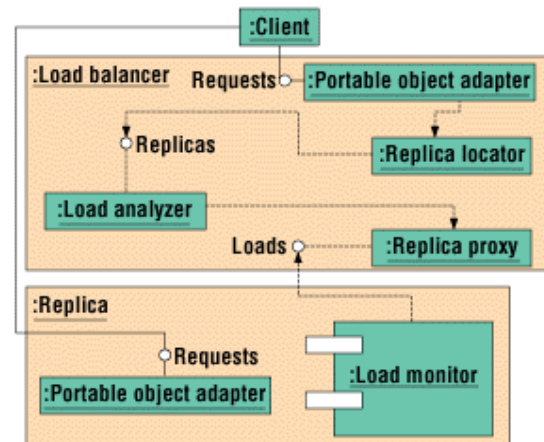 :Client
:Load balancer
Requests
:Portable object adapter
Replicas
:Replica locator
:Load analyzer
Loads
:Replica proxy
:Replica
Requests
:Portable object adapter
:Load monitor